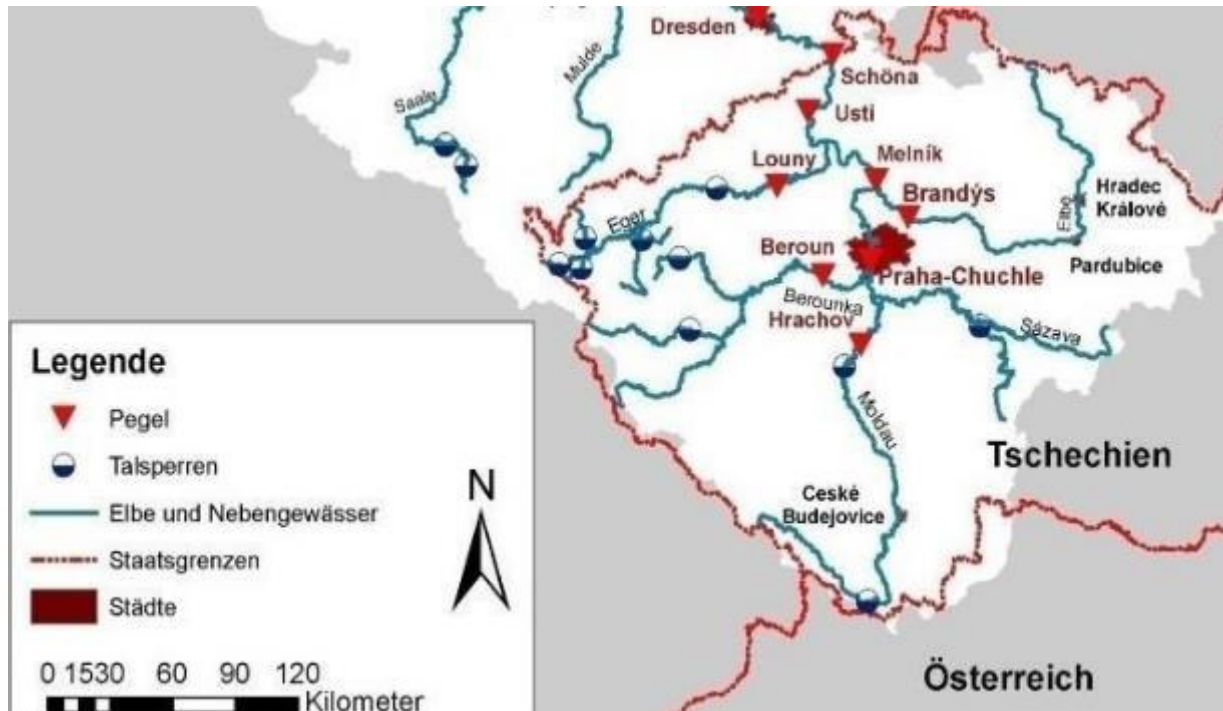 Dresden
Schöna
Mulde
Saale
Usti
Louny
Melník
Brandýs
Hradec
Králové
Elbe
Eger
Beroun
Pardubice
Praha-Chuchle
Berounka
Hrachov
Sázava
Moldau
Legende
Pegel
Talsperren
Elbe und Nebengewässer
Staatsgrenzen
Städte
N
0 1530 60 90 120
Kilometer
Tschechien
Ceské
Budejovice
Österreich